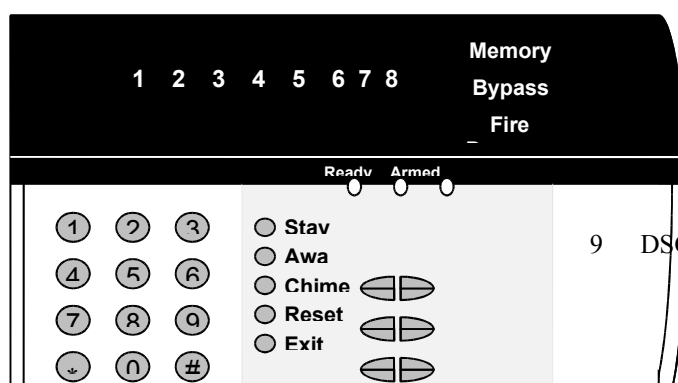 Memory
1 2 3 4 5 6 7 8
Bypass
Fire
Ready Armed
1 2 3
Stay
9 DSC
Awa
4 5 6
Chime
7 8 9
Reset
Exit
* 0 #